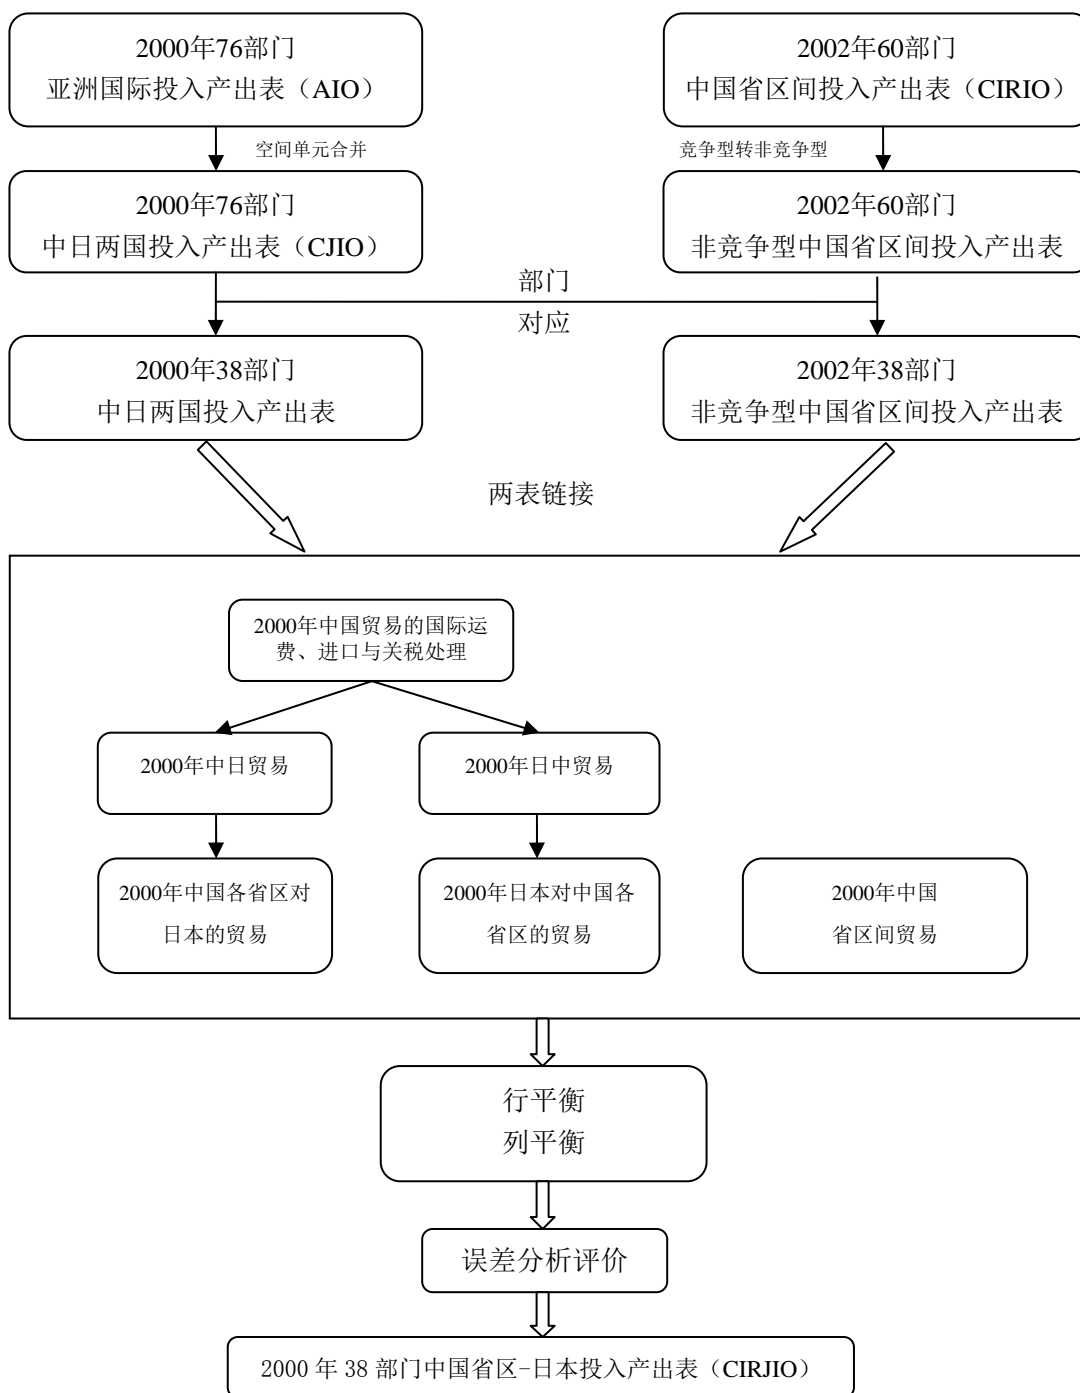 2000年76部门
亚洲国际投入产出表（AIO）
2002年60部门
中国省区间投入产出表（CIRIO）
空间单元合并
竞争型转非竞争型
2000年76部门
中日两国投入产出表（CJIO）
2002年60部门
非竞争型中国省区间投入产出表
部门
对应
2000年38部门
中日两国投入产出表
2002年38部门
非竞争型中国省区间投入产出表
两表链接
2000年中国贸易的国际运
费、进口与关税处理
2000年中日贸易
2000年日中贸易
2000年中国各省区对
日本的贸易
2000年日本对中国各
省区的贸易
2000年中国
省区间贸易
行平衡
列平衡
误差分析评价
2000 年 38 部门中国省区-日本投入产出表（CIRJIO）